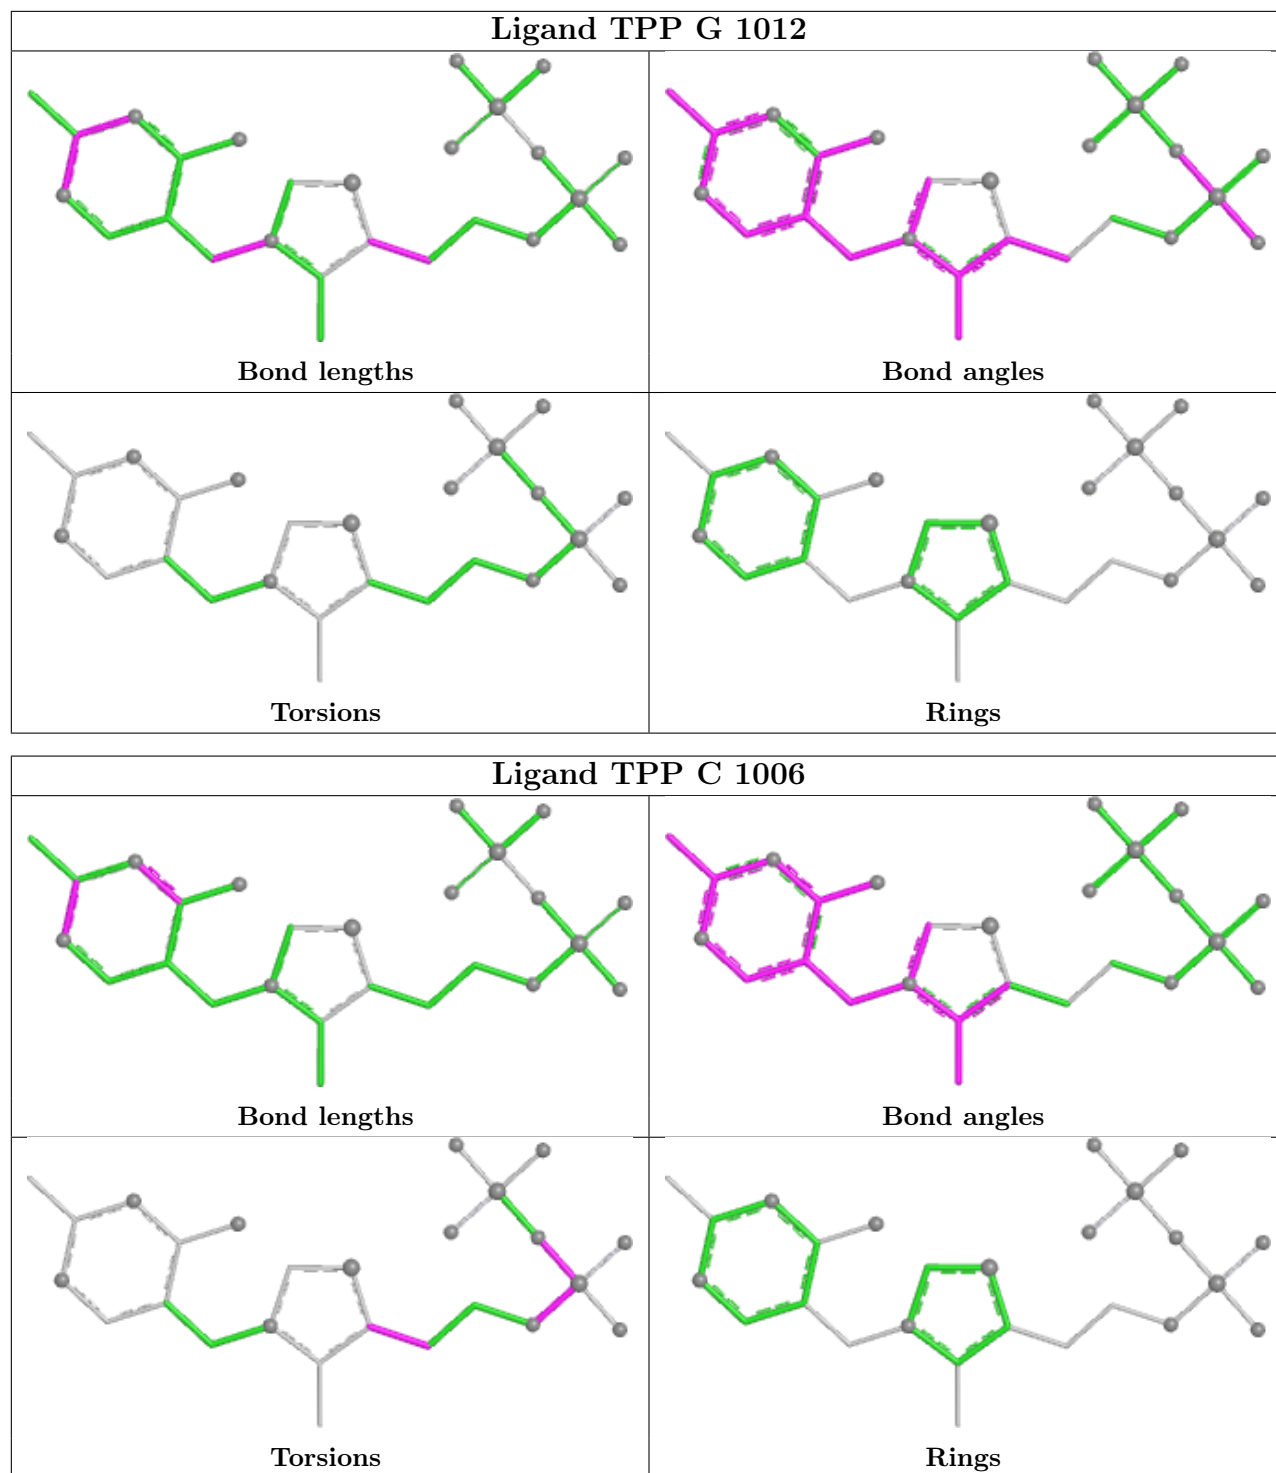 Ligand TPP G 1012
Bond lengths
Bond angles
Torsions
Rings
Ligand TPP C 1006
Bond lengths
Bond angles
Torsions
Rings